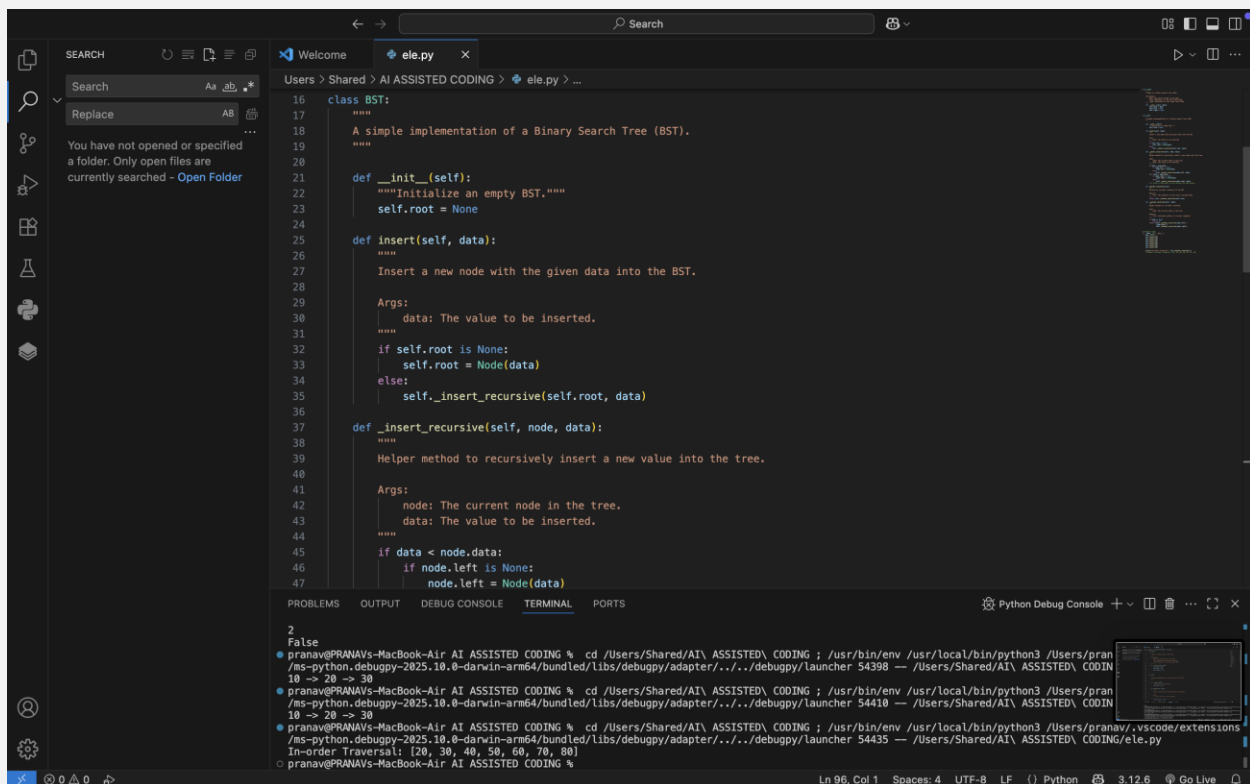 Search
SEARCH
Search
Aa ab .*
Replace
AB
...
You have not opened or specified
a folder. Only open files are
currently searched - Open Folder
Welcome
ele.py
Users > Shared > AI ASSISTED CODING > ele.py > ...
16 class BST:
17 """
18 A simple implementation of a Binary Search Tree (BST).
19 """
20
21 def __init__(self):
22 """Initialize an empty BST."""
23 self.root = None
24
25 def insert(self, data):
26 """
27 Insert a new node with the given data into the BST.
28
29 Args:
30 data: The value to be inserted.
31 """
32 if self.root is None:
33 self.root = Node(data)
34 else:
35 self._insert_recursive(self.root, data)
36
37 def _insert_recursive(self, node, data):
38 """
39 Helper method to recursively insert a new value into the tree.
40
41 Args:
42 node: The current node in the tree.
43 data: The value to be inserted.
44 """
45 if data < node.data:
46 if node.left is None:
47 node.left = Node(data)
PROBLEMS OUTPUT DEBUG CONSOLE TERMINAL PORTS
Python Debug Console
2
False
pranav@PRANAVs-MacBook-Air AI ASSISTED CODING % cd /Users/Shared/AI\ ASSISTED\ CODING ; /usr/bin/env /usr/local/bin/python3 /Users/pran
/ms-python.debugpy-2025.10.0-darwin-arm64/bundled/libs/debugpy/adapter/../../debugpy/launcher 54398 -- /Users/Shared/AI\ ASSISTED\ CODIN
10 -> 20 -> 30
pranav@PRANAVs-MacBook-Air AI ASSISTED CODING % cd /Users/Shared/AI\ ASSISTED\ CODING ; /usr/bin/env /usr/local/bin/python3 /Users/pran
/ms-python.debugpy-2025.10.0-darwin-arm64/bundled/libs/debugpy/adapter/../../debugpy/launcher 54410 -- /Users/Shared/AI\ ASSISTED\ CODIN
10 -> 20 -> 30
pranav@PRANAVs-MacBook-Air AI ASSISTED CODING % cd /Users/Shared/AI\ ASSISTED\ CODING ; /usr/bin/env /usr/local/bin/python3 /Users/pranav/.vscode/extensions
/ms-python.debugpy-2025.10.0-darwin-arm64/bundled/libs/debugpy/adapter/../../debugpy/launcher 54435 -- /Users/Shared/AI\ ASSISTED\ CODING/ele.py
In-order Traversal: [20, 30, 40, 50, 60, 70, 80]
pranav@PRANAVs-MacBook-Air AI ASSISTED CODING %
0 0 Ln 96, Col 1 Spaces: 4 UTF-8 LF {} Python 3.12.6 Go Live